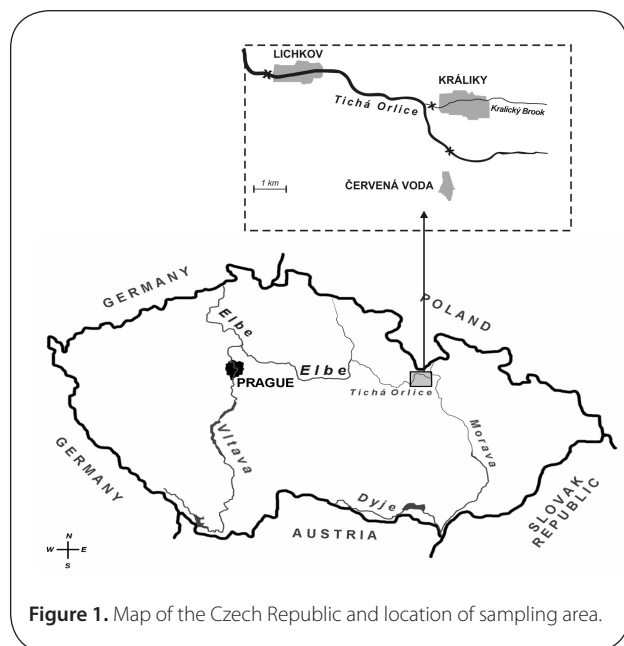 LICHKOV
KRÁLIKY
Tichá Orlice
Kralický Brook
ČERVENÁ VODA
1 km
GERMANY
POLAND
Elbe
Elbe
PRAGUE
Tichá Orlice
Vltava
Morava
GERMANY
Dyje
SLOVAK
REPUBLIC
AUSTRIA
N
W E
S
Figure 1. Map of the Czech Republic and location of sampling area.